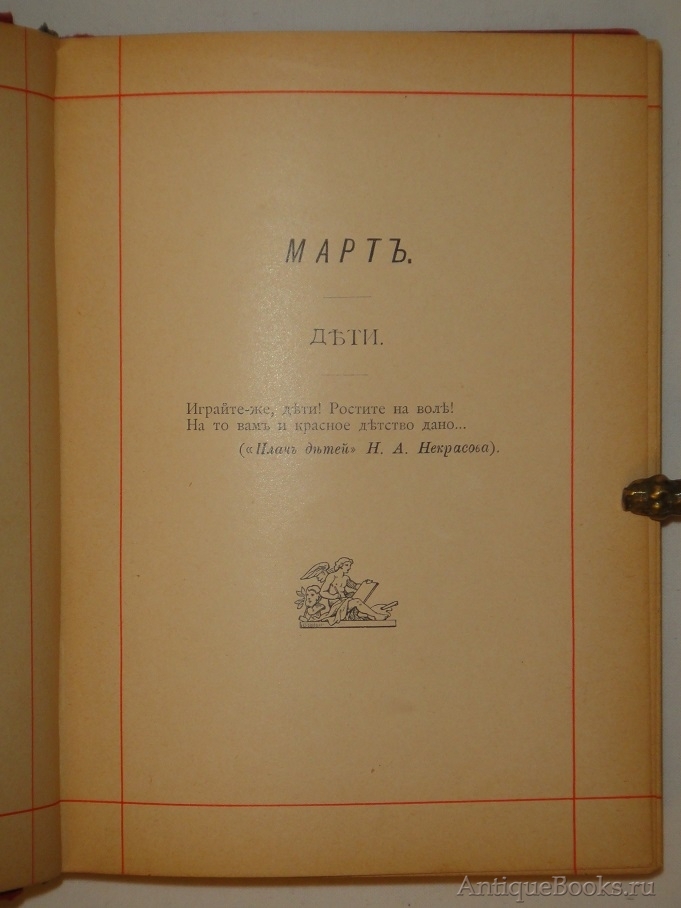 МАРТЪ.
ДѢТИ.
Играйте-же, дѣти! Ростите на волѣ!
На то вамъ и красное дѣтство дано...
(«Плачъ дѣтей» Н. А. Некрасова).
AntiqueBooks.ru